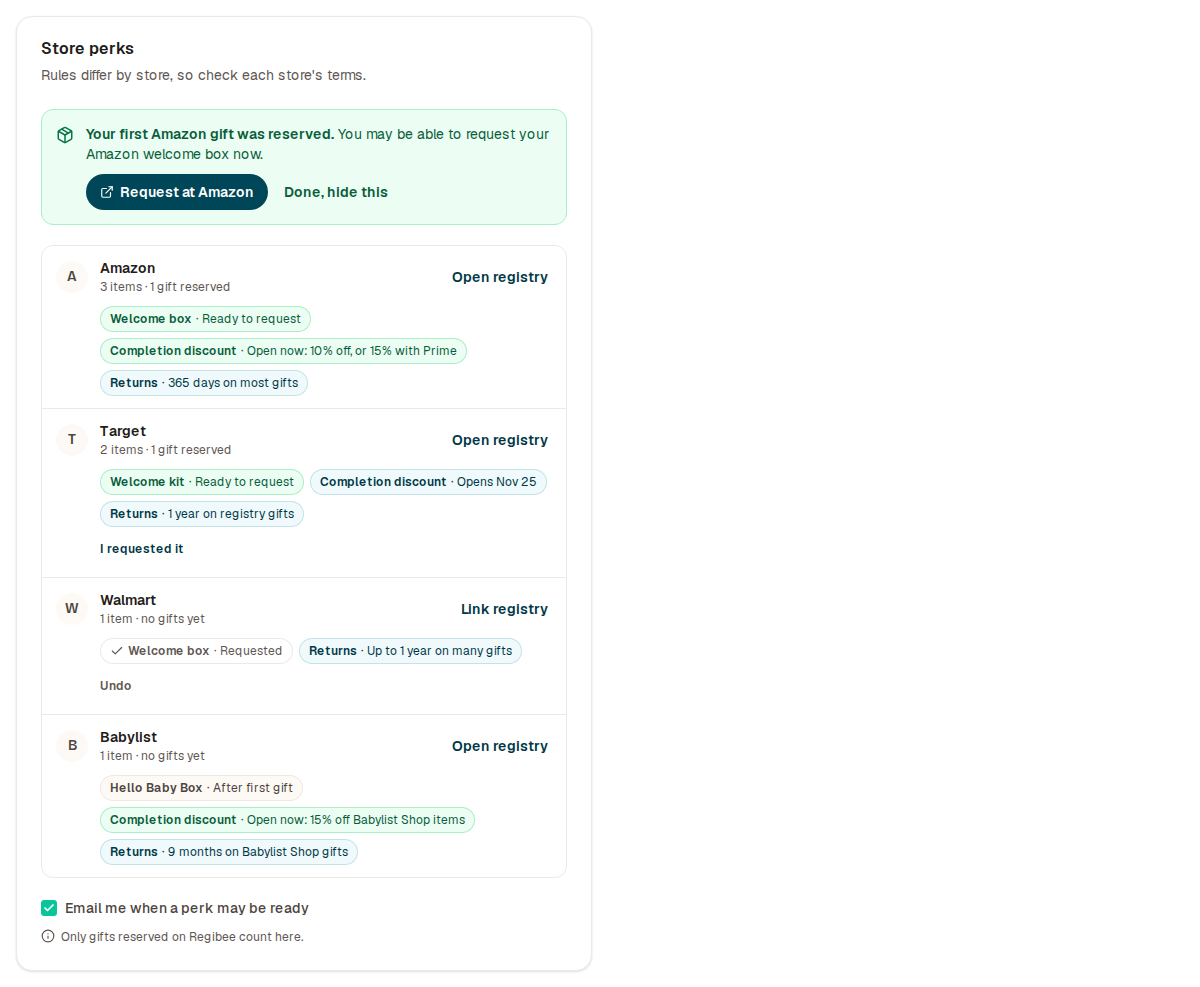 Store perks
Rules differ by store, so check each store's terms.
Your first Amazon gift was reserved. You may be able to request your
Amazon welcome box now.
Request at Amazon
Done, hide this
A
Amazon
3 items · 1 gift reserved
Open registry
Welcome box · Ready to request
Completion discount · Open now: 10% off, or 15% with Prime
Returns · 365 days on most gifts
T
Target
2 items · 1 gift reserved
Open registry
Welcome kit · Ready to request
Completion discount · Opens Nov 25
Returns · 1 year on registry gifts
I requested it
W
Walmart
1 item · no gifts yet
Link registry
Welcome box · Requested
Returns · Up to 1 year on many gifts
Undo
B
Babylist
1 item · no gifts yet
Open registry
Hello Baby Box · After first gift
Completion discount · Open now: 15% off Babylist Shop items
Returns · 9 months on Babylist Shop gifts
Email me when a perk may be ready
Only gifts reserved on Regibee count here.